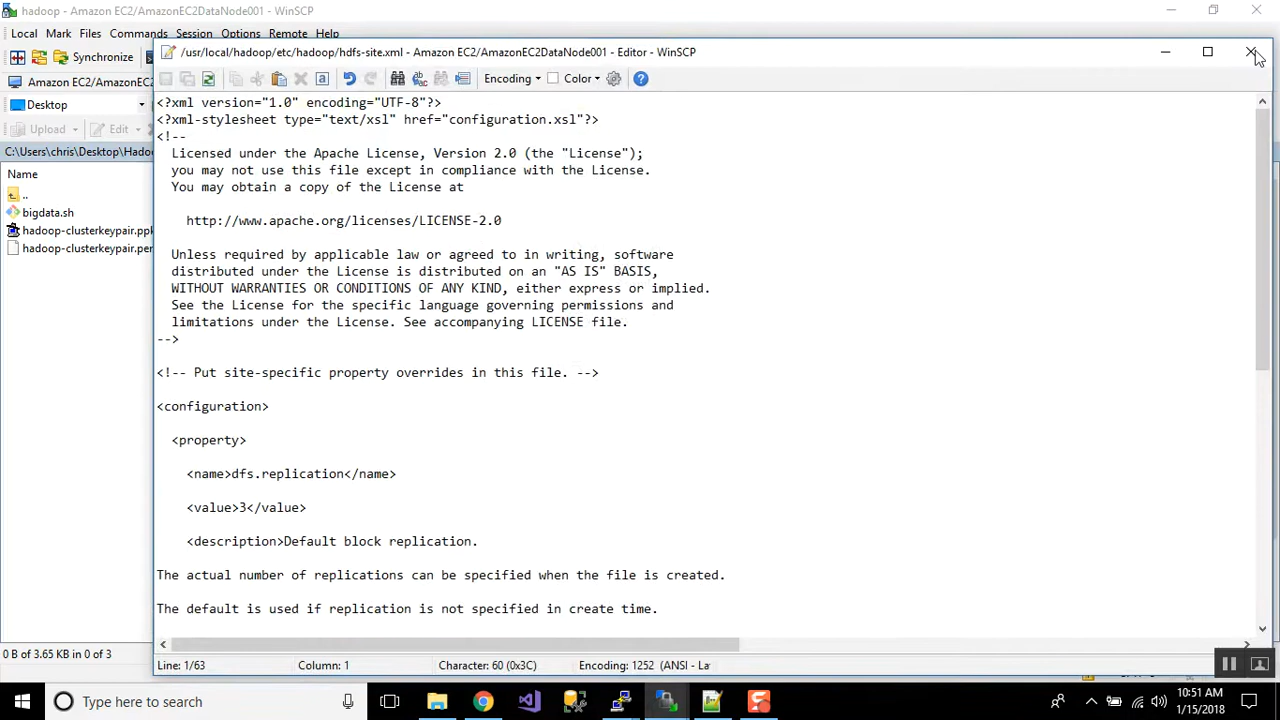 hadoop - Amazon EC2/AmazonEC2DataNode001 - WinSCP
Local Mark Files Commands Session Options Remote Help
Synchronize
Amazon EC2/AmazonEC2
Desktop
Upload Edit
C:\Users\chris\Desktop\Hado
Name
..
bigdata.sh
hadoop-clusterkeypair.ppk
hadoop-clusterkeypair.per
0 B of 3.65 KB in 0 of 3
/usr/local/hadoop/etc/hadoop/hdfs-site.xml - Amazon EC2/AmazonEC2DataNode001 - Editor - WinSCP
Encoding Color
<?xml version="1.0" encoding="UTF-8"?>
<?xml-stylesheet type="text/xsl" href="configuration.xsl"?>
<!--
Licensed under the Apache License, Version 2.0 (the "License");
you may not use this file except in compliance with the License.
You may obtain a copy of the License at
http://www.apache.org/licenses/LICENSE-2.0
Unless required by applicable law or agreed to in writing, software
distributed under the License is distributed on an "AS IS" BASIS,
WITHOUT WARRANTIES OR CONDITIONS OF ANY KIND, either express or implied.
See the License for the specific language governing permissions and
limitations under the License. See accompanying LICENSE file.
-->
<!-- Put site-specific property overrides in this file. -->
<configuration>
<property>
<name>dfs.replication</name>
<value>3</value>
<description>Default block replication.
The actual number of replications can be specified when the file is created.
The default is used if replication is not specified in create time.
Line: 1/63 Column: 1 Character: 60 (0x3C) Encoding: 1252 (ANSI - La
Type here to search
10:51 AM
1/15/2018